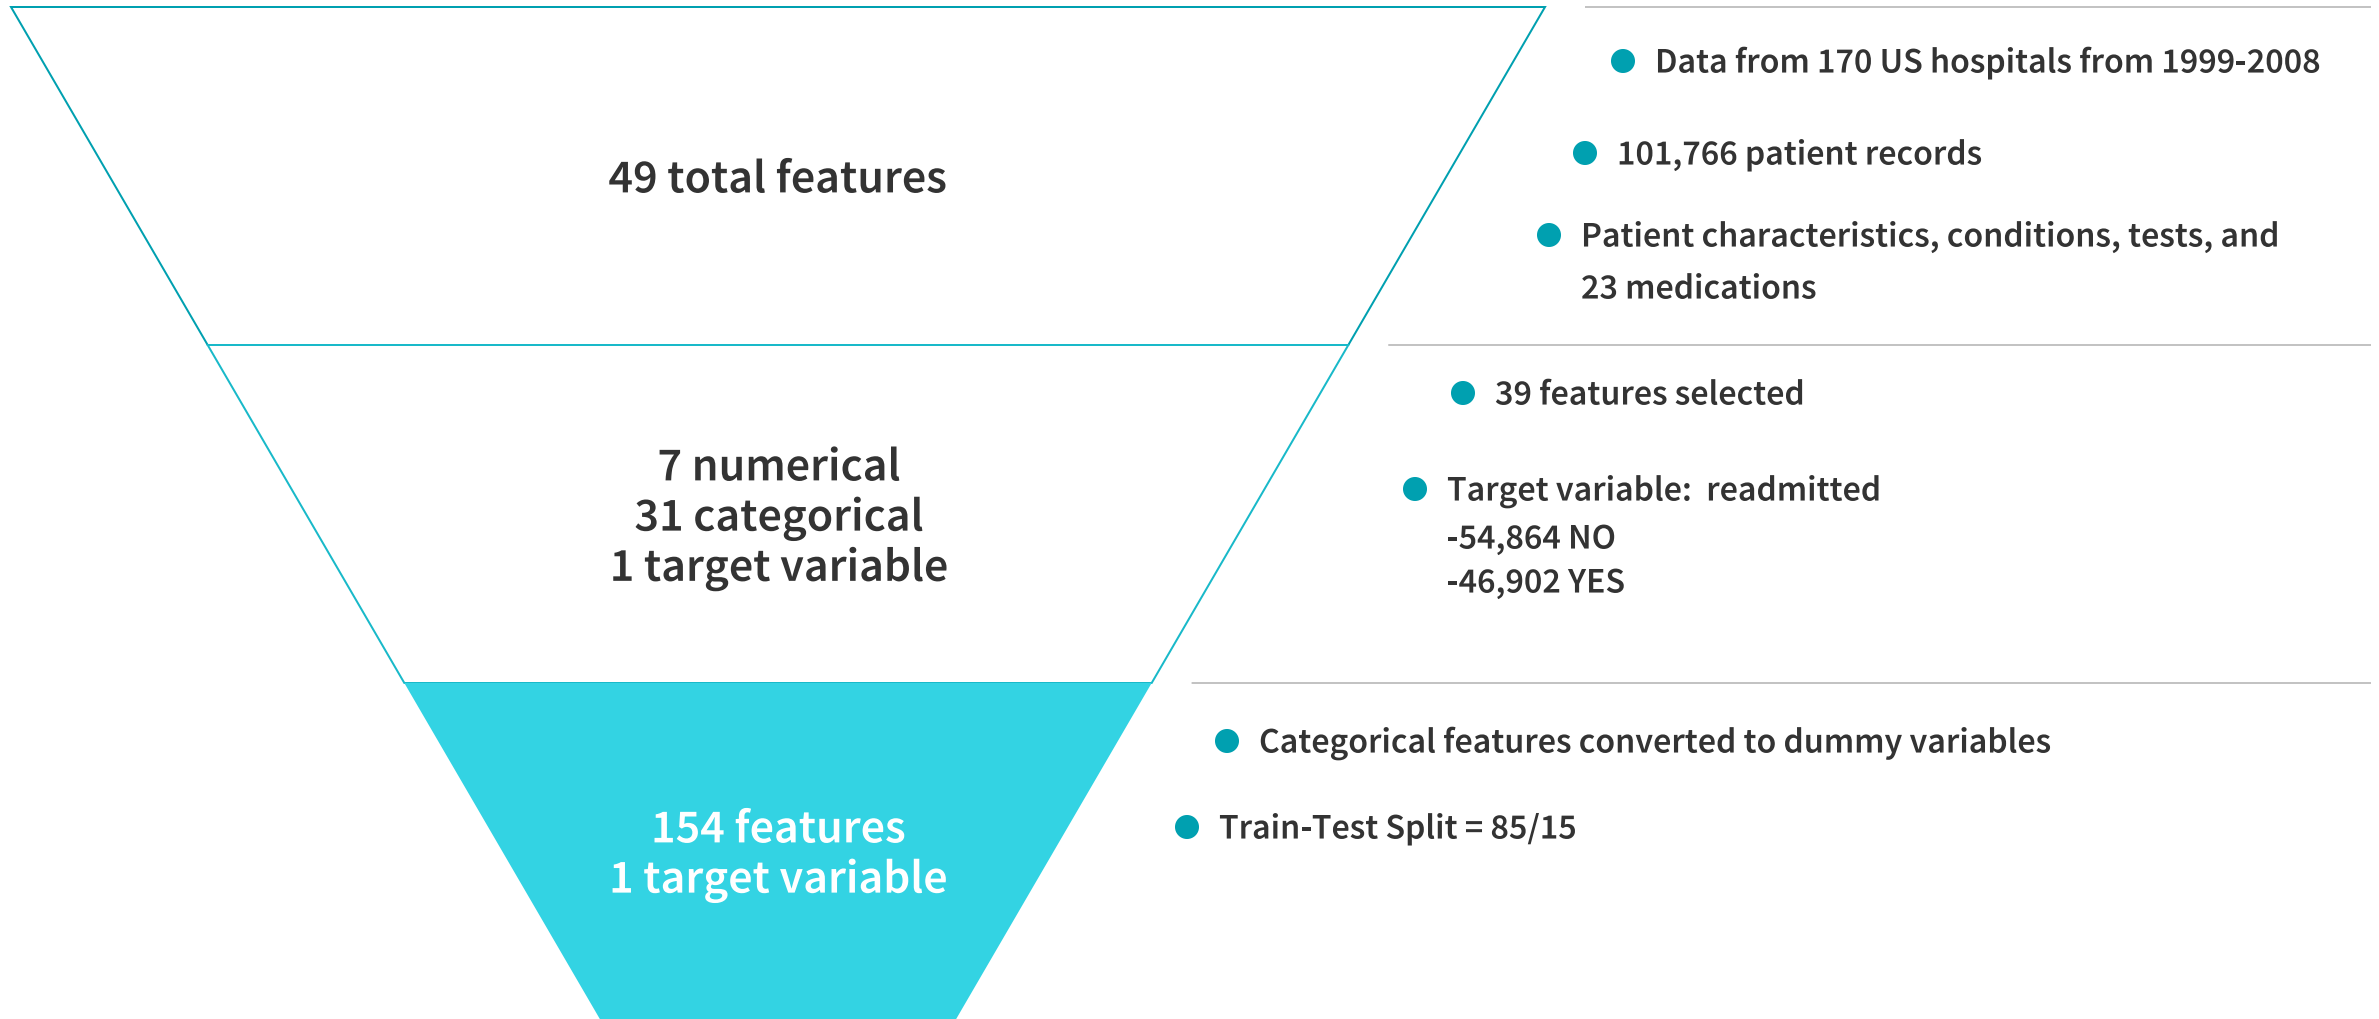 49 total features
Data from 170 US hospitals from 1999-2008
101,766 patient records
Patient characteristics, conditions, tests, and
23 medications
7 numerical
31 categorical
1 target variable
39 features selected
Target variable:  readmitted
-54,864 NO
-46,902 YES
154 features
1 target variable
Categorical features converted to dummy variables
Train-Test Split = 85/15